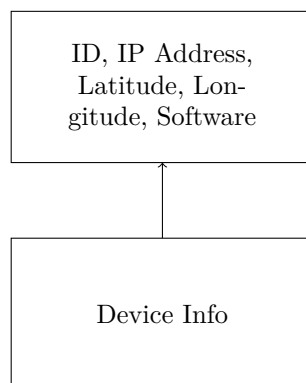 ID, IP Address,
Latitude, Lon-
gitude, Software
Device Info